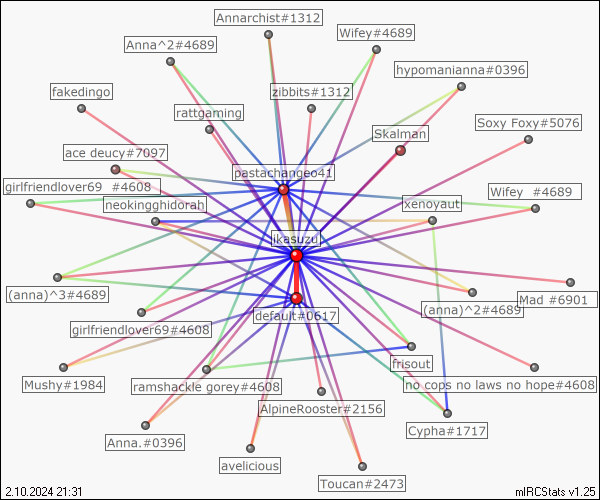 Annarchist#1312
Wifey#4689
Anna^2#4689
hypomanianna#0396
fakedingo
zibbits#1312
rattgaming
Soxy Foxy#5076
Skalman
ace deucy#7097
pastachangeo41
girlfriendlover69 #4608
Wifey #4689
neokingghidorah
xenoyaut
ikasuzu
(anna)^3#4689
Mad #6901
(anna)^2#4689
default#0617
girlfriendlover69#4608
frisout
Mushy#1984
ramshackle gorey#4608
no cops no laws no hope#4608
AlpineRooster#2156
Cypha#1717
Anna.#0396
avelicious
Toucan#2473
2.10.2024 21:31
mIRCStats v1.25